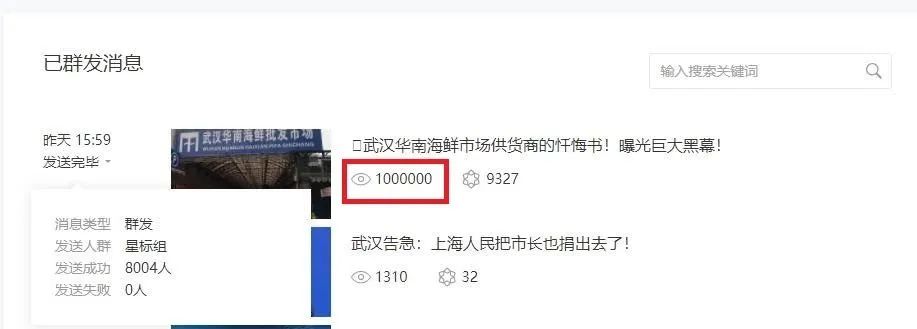 已群发消息
输入搜索关键词
昨天 15:59
发送完毕
武汉华南海鲜批发市场
WUHAN HUANAN HAIXIAN PIFA SHICHANG
武汉华南海鲜市场供货商的忏悔书！曝光巨大黑幕！
1000000 9327
消息类型 群发
发送人群 星标组
发送成功 8004人
发送失败 0人
武汉告急：上海人民把市长也捐出去了！
1310 32